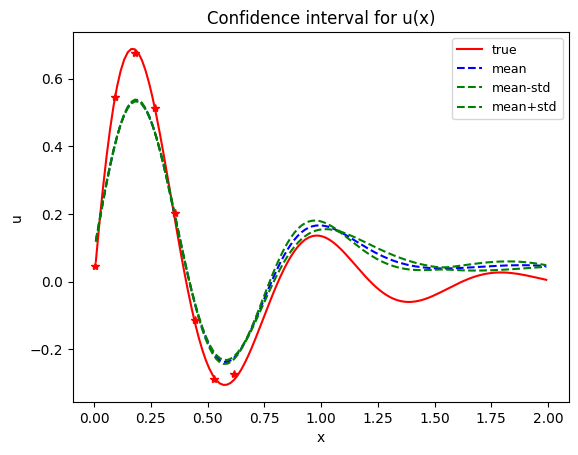 Confidence interval for u(x)
true
mean
mean-std
mean+std
u
0.6
0.4
0.2
0.0
−0.2
0.00 0.25 0.50 0.75 1.00 1.25 1.50 1.75 2.00
x